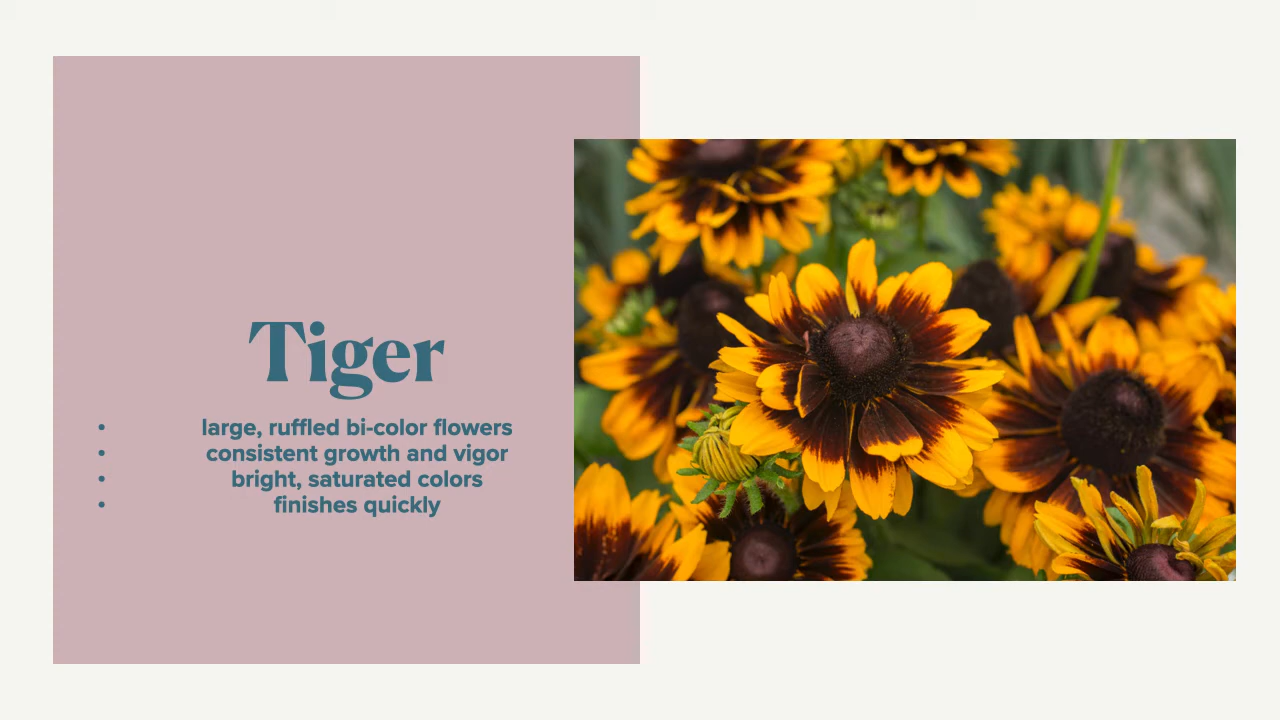 Tiger
• large, ruffled bi-color flowers
• consistent growth and vigor
• bright, saturated colors
• finishes quickly